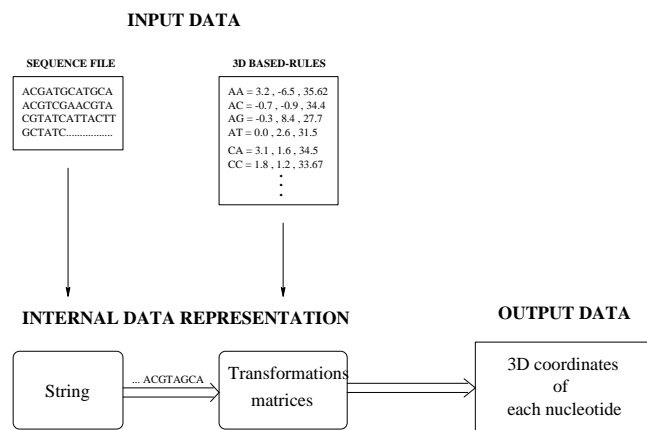 INPUT DATA
SEQUENCE FILE
ACGATGCATGCA
ACGTCGAACGTA
CGTATCATTACTT
GCTATC.................
3D BASED-RULES
AA = 3.2 , -6.5, 35.62
AC = -0.7 , -0.9 , 34.4
AG = -0.3 , 8.4 , 27.7
AT = 0.0 , 2.6 , 31.5
CA = 3.1 , 1.6 , 34.5
CC = 1.8 , 1.2 , 33.67
INTERNAL DATA REPRESENTATION
OUTPUT DATA
String
... ACGTAGCA
Transformations
matrices
3D coordinates
of
each nucleotide